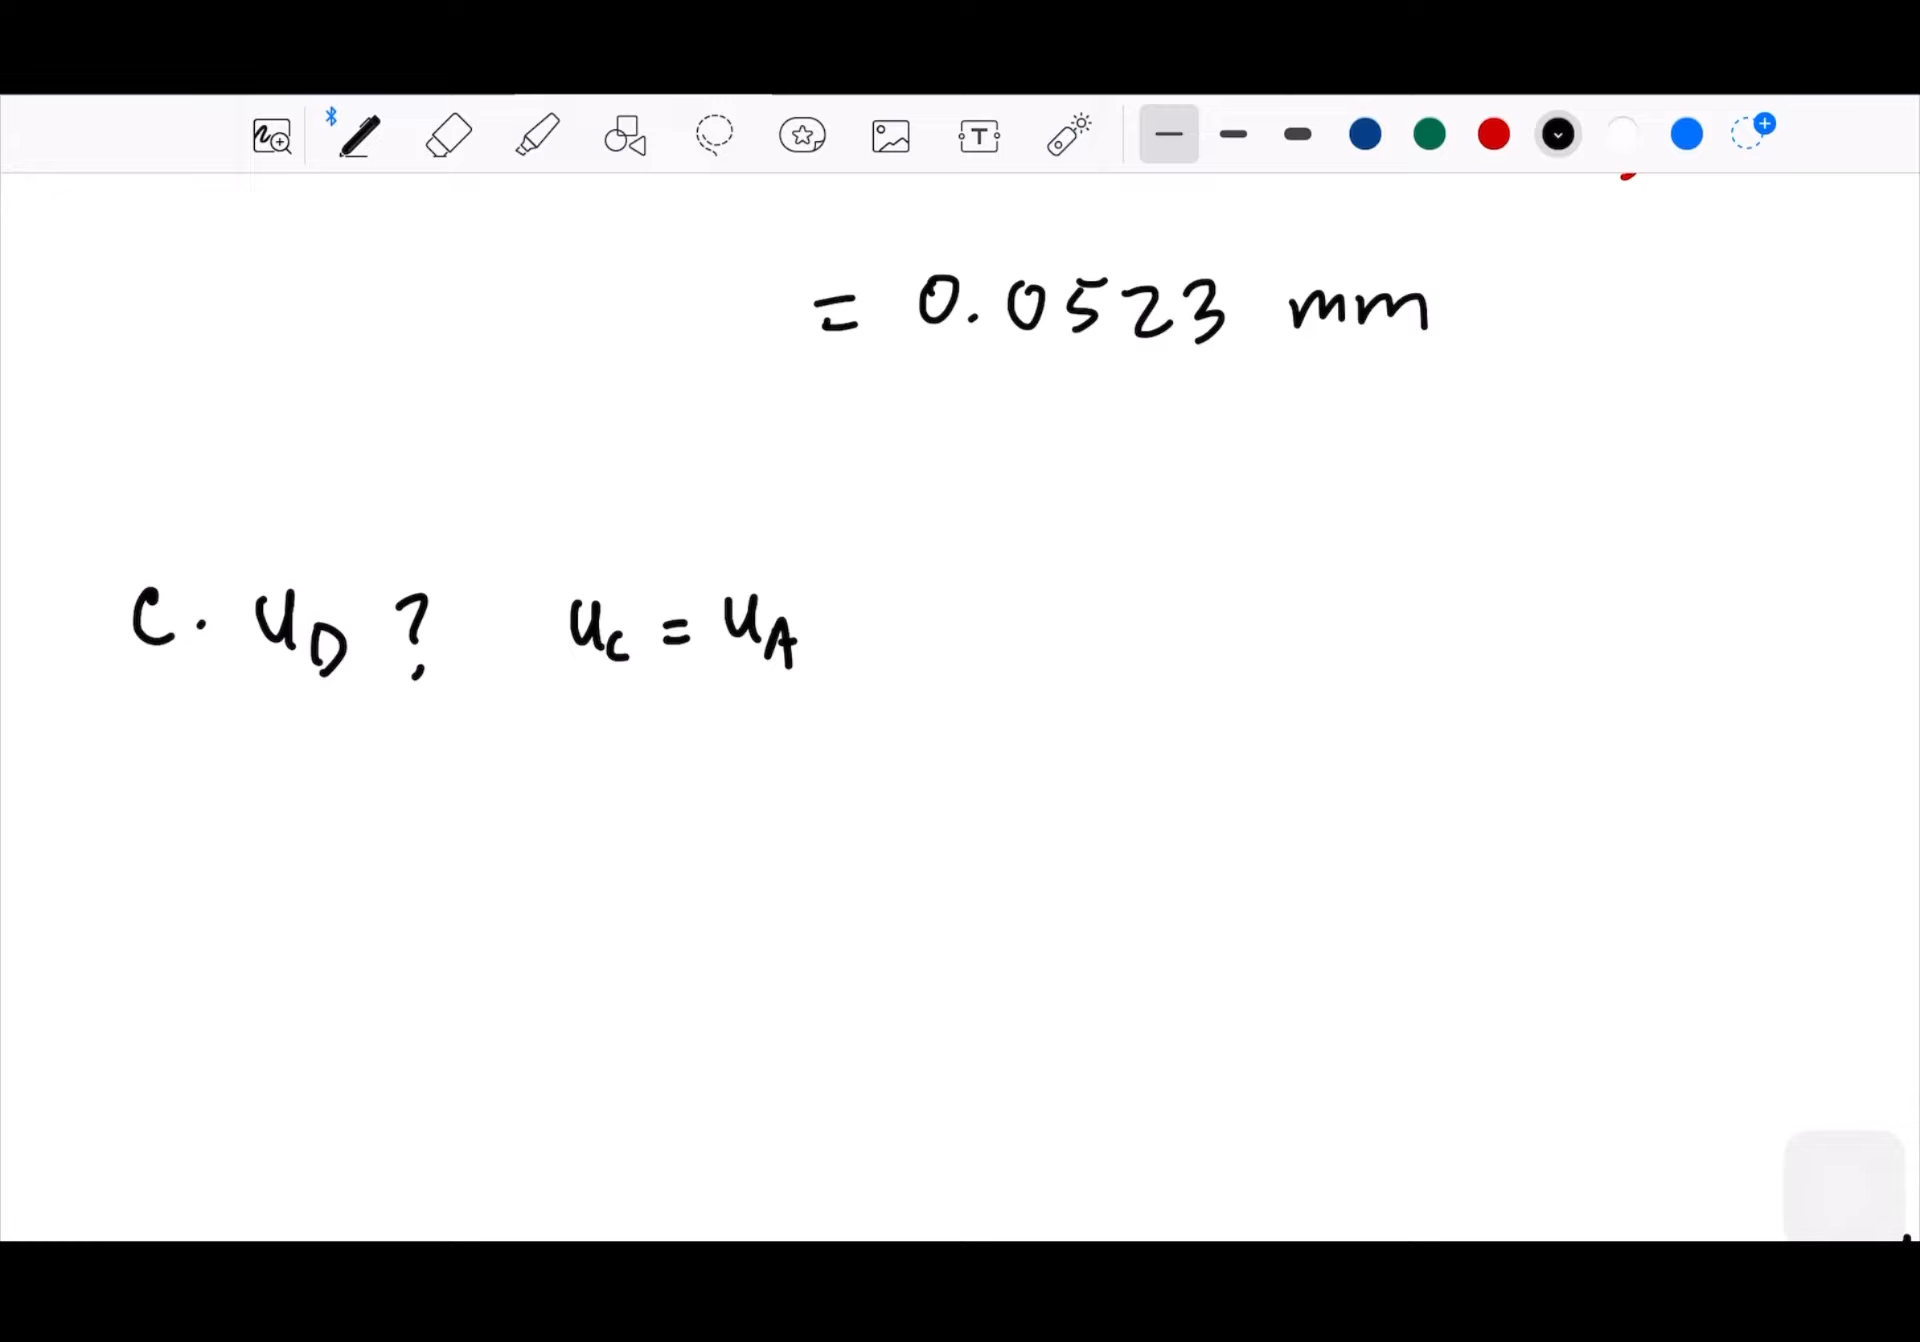 = 0.0523 mm
C. u_D ? u_C = u_A